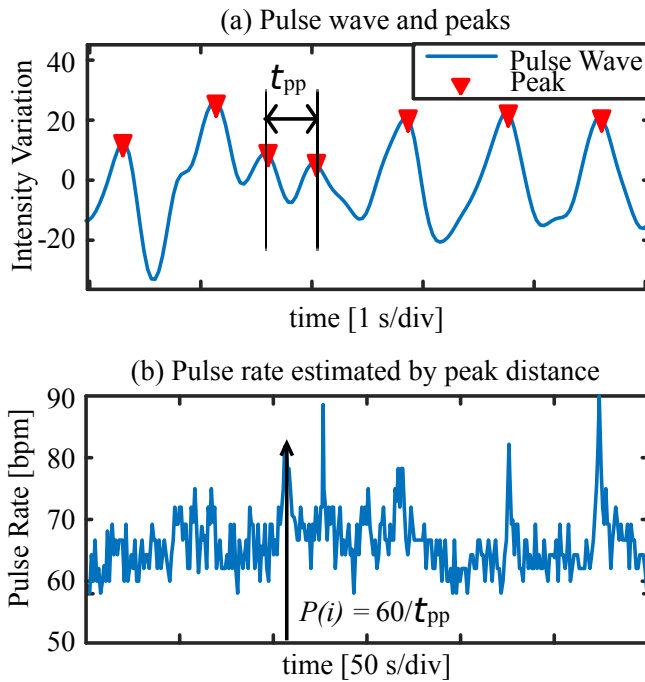 (a) Pulse wave and peaks
40
20
0
-20
Intensity Variation
tpp
Pulse Wave
Peak
time [1 s/div]
(b) Pulse rate estimated by peak distance
90
80
70
60
50
Pulse Rate [bpm]
P(i) = 60/tpp
time [50 s/div]